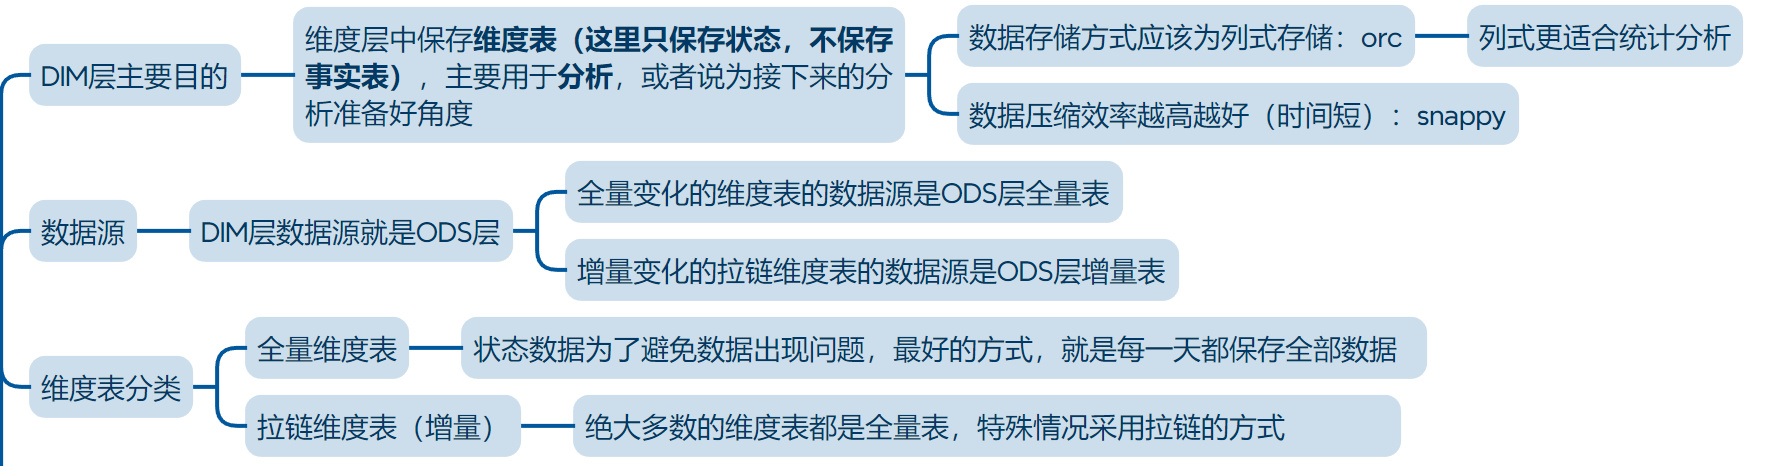 DIM层主要目的
维度层中保存维度表（这里只保存状态，不保存
事实表），主要用于分析，或者说为接下来的分
析准备好角度
数据存储方式应该为列式存储：orc
列式更适合统计分析
数据压缩效率越高越好（时间短）：snappy
数据源
DIM层数据源就是ODS层
全量变化的维度表的数据源是ODS层全量表
增量变化的拉链维度表的数据源是ODS层增量表
维度表分类
全量维度表
状态数据为了避免数据出现问题，最好的方式，就是每一天都保存全部数据
拉链维度表（增量）
绝大多数的维度表都是全量表，特殊情况采用拉链的方式